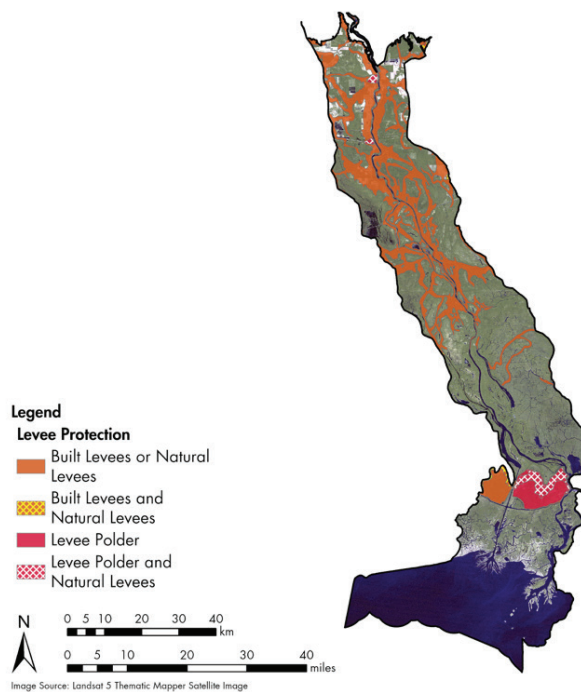 Legend
Levee Protection
Built Levees or Natural
Levees
Built Levees and
Natural Levees
Levee Polder
Levee Polder and
Natural Levees
N
0 5 10 20 30 40
km
0 5 10 20 30 40
miles
Image Source: Landsat 5 Thematic Mapper Satellite Image